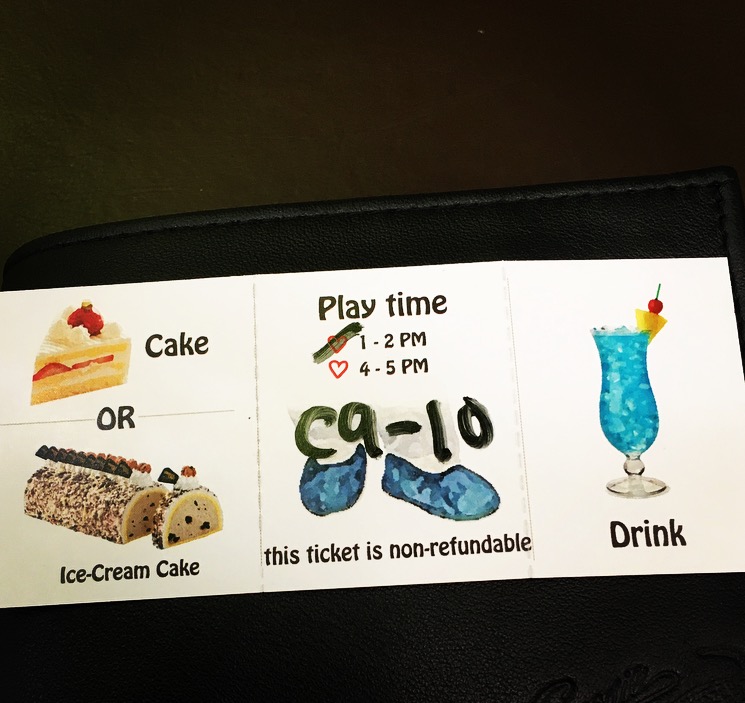 Cake
OR
Ice-Cream Cake
Play time
1 - 2 PM
4 - 5 PM
C9-10
this ticket is non-refundable
Drink